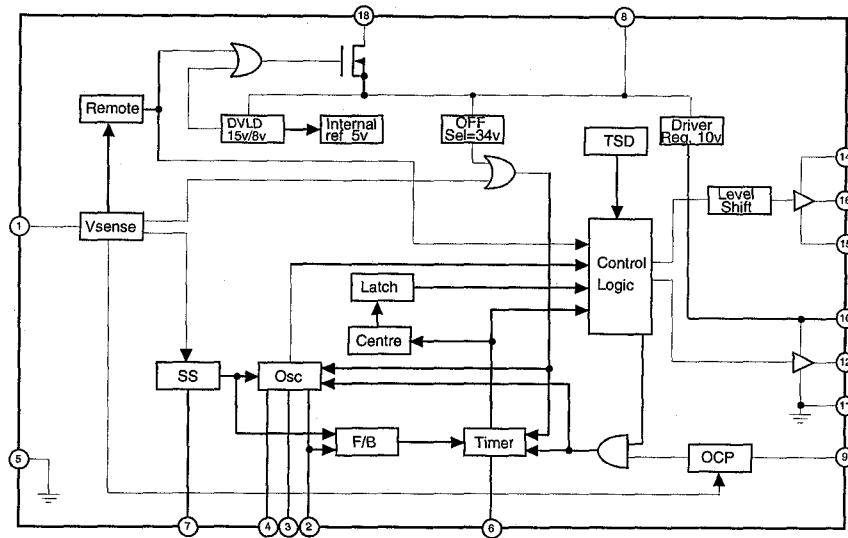 18
8
Remote
DVLD
15v/8v
Internal
ref 5v
OFF
Sel=34v
Driver
Reg. 10v
TSD
14
Level
Shift
16
1
Vsense
15
Control
Logic
Latch
Centre
10
12
SS
Osc
11
F/B
Timer
5
OCP
9
7
4
3
2
6